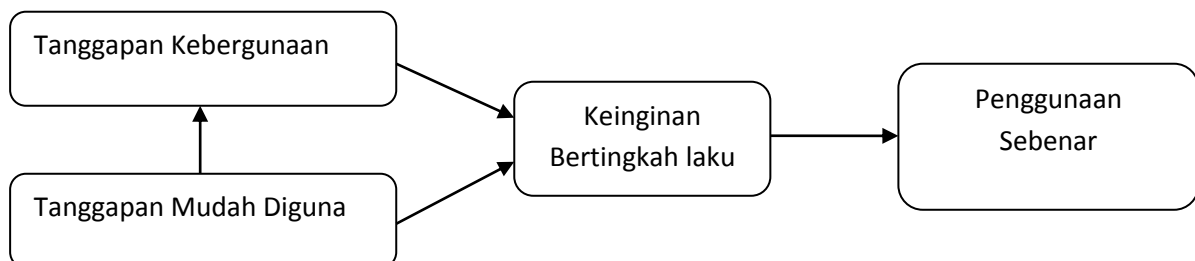 Tanggapan Kebergunaan
Tanggapan Mudah Diguna
Keinginan
Bertingkah laku
Penggunaan
Sebenar